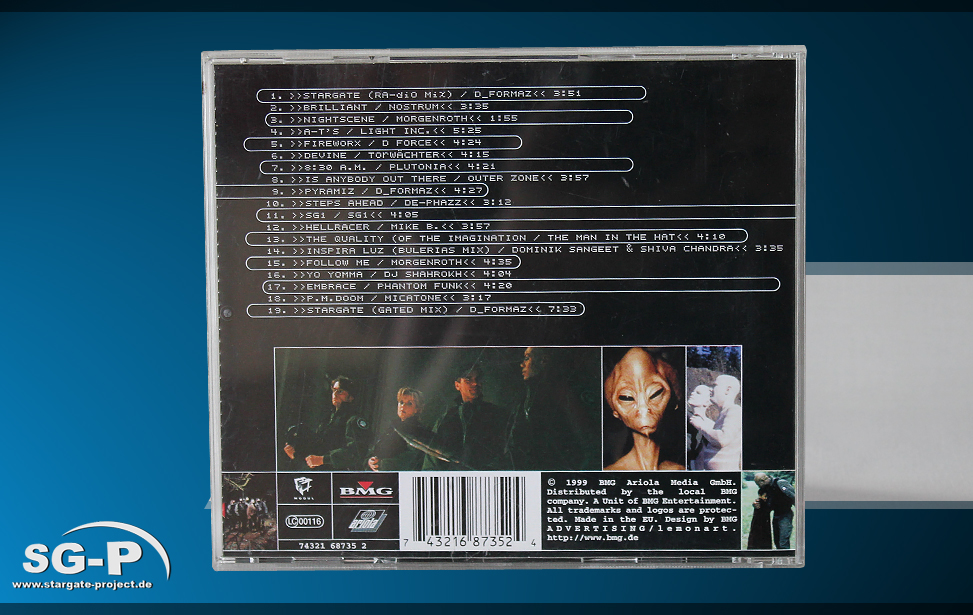 1. >>STARGATE (RA-diO MiX) / D_FORMAZ<< 3:51
2. >>BRILLIANT / NOSTRUM<< 3:35
3. >>NIGHTSCENE / MORGENROTH<< 1:55
4. >>A-T'S / LIGHT INC.<< 5:25
5. >>FIREWORX / D FORCE<< 4:24
6. >>DEVINE / TORWÄCHTER<< 4:15
7. >>8:30 A.M. / PLUTONIA<< 4:21
8. >>IS ANYBODY OUT THERE / OUTER ZONE<< 3:57
9. >>PYRAMIZ / D_FORMAZ<< 4:27
10. >>STEPS AHEAD / DE-PHAZZ<< 3:12
11. >>SG1 / SG1<< 4:05
12. >>HELLRACER / MIKE B.<< 3:57
13. >>THE QUALITY (OF THE IMAGINATION / THE MAN IN THE HAT<< 4:10
14. >>INSPIRA LUZ (BULERIAS MIX) / DOMINIK SANGEET & SHIVA CHANDRA<< 3:35
15. >>FOLLOW ME / MORGENROTH<< 4:35
16. >>YO YOMMA / DJ SHAHROKH<< 4:04
17. >>EMBRACE / PHANTOM FUNK<< 4:20
18. >>P.M.DOOM / MICATONE<< 3:17
19. >>STARGATE (GATED MIX) / D_FORMAZ<< 7:33
MOGUL
BMG
LC00116
ariola
74321 68735 2
7 43216 87352 4
© 1999 BMG Ariola Media GmbH.
Distributed by the local BMG
company. A Unit of BMG Entertainment.
All trademarks and logos are protec-
ted. Made in the EU. Design by BMG
ADVERTISING/lemonart.
http://www.bmg.de
SG-P
www.stargate-project.de